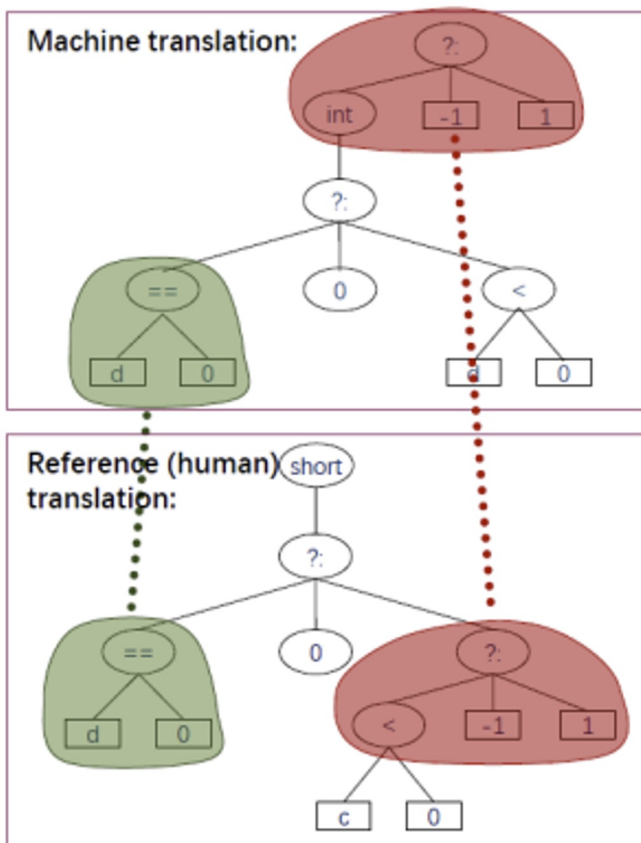 Machine translation:
?:
int -1 1
?:
== 0 <
d 0 d 0
Reference (human) short
translation:
?:
== 0 ?:
d 0 < -1 1
c 0